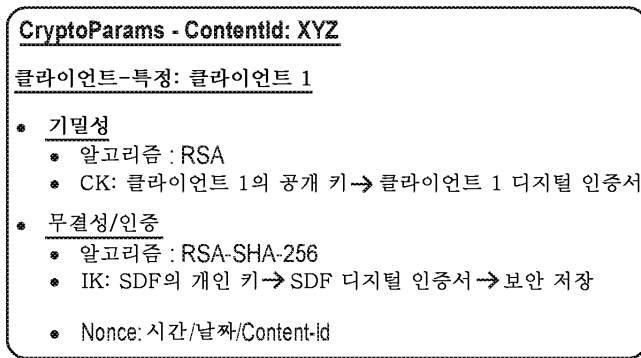 CryptoParams - ContentId: XYZ
클라이언트-특정: 클라이언트 1
• 기밀성
• 알고리즘 : RSA
• CK: 클라이언트 1의 공개 키→ 클라이언트 1 디지털 인증서
• 무결성/인증
• 알고리즘 : RSA-SHA-256
• IK: SDF의 개인 키→ SDF 디지털 인증서→ 보안 저장
• Nonce: 시간/날짜/Content-Id